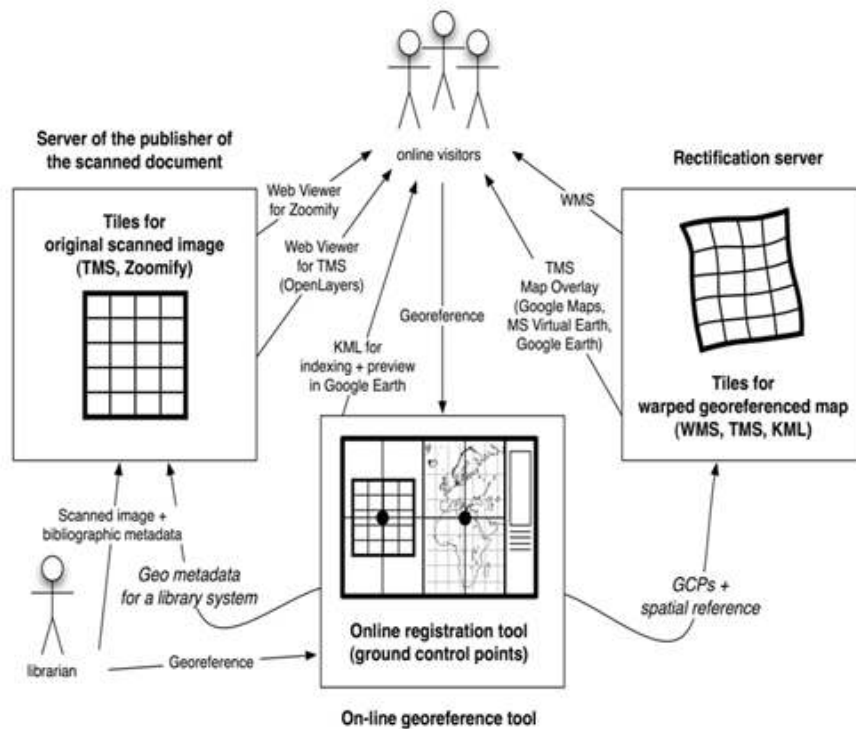 online visitors
Server of the publisher of
the scanned document
Rectification server
Web Viewer
for Zoomify
WMS
Tiles for
original scanned image
(TMS, Zoomify)
Web Viewer
for TMS
(OpenLayers)
TMS
Map Overlay
(Google Maps,
MS Virtual Earth,
Google Earth)
Georeference
KML for
indexing + preview
in Google Earth
Tiles for
warped georeferenced map
(WMS, TMS, KML)
Scanned image +
bibliographic metadata
Geo metadata
for a library system
GCPs +
spatial reference
Online registration tool
(ground control points)
librarian
Georeference
On-line georeference tool